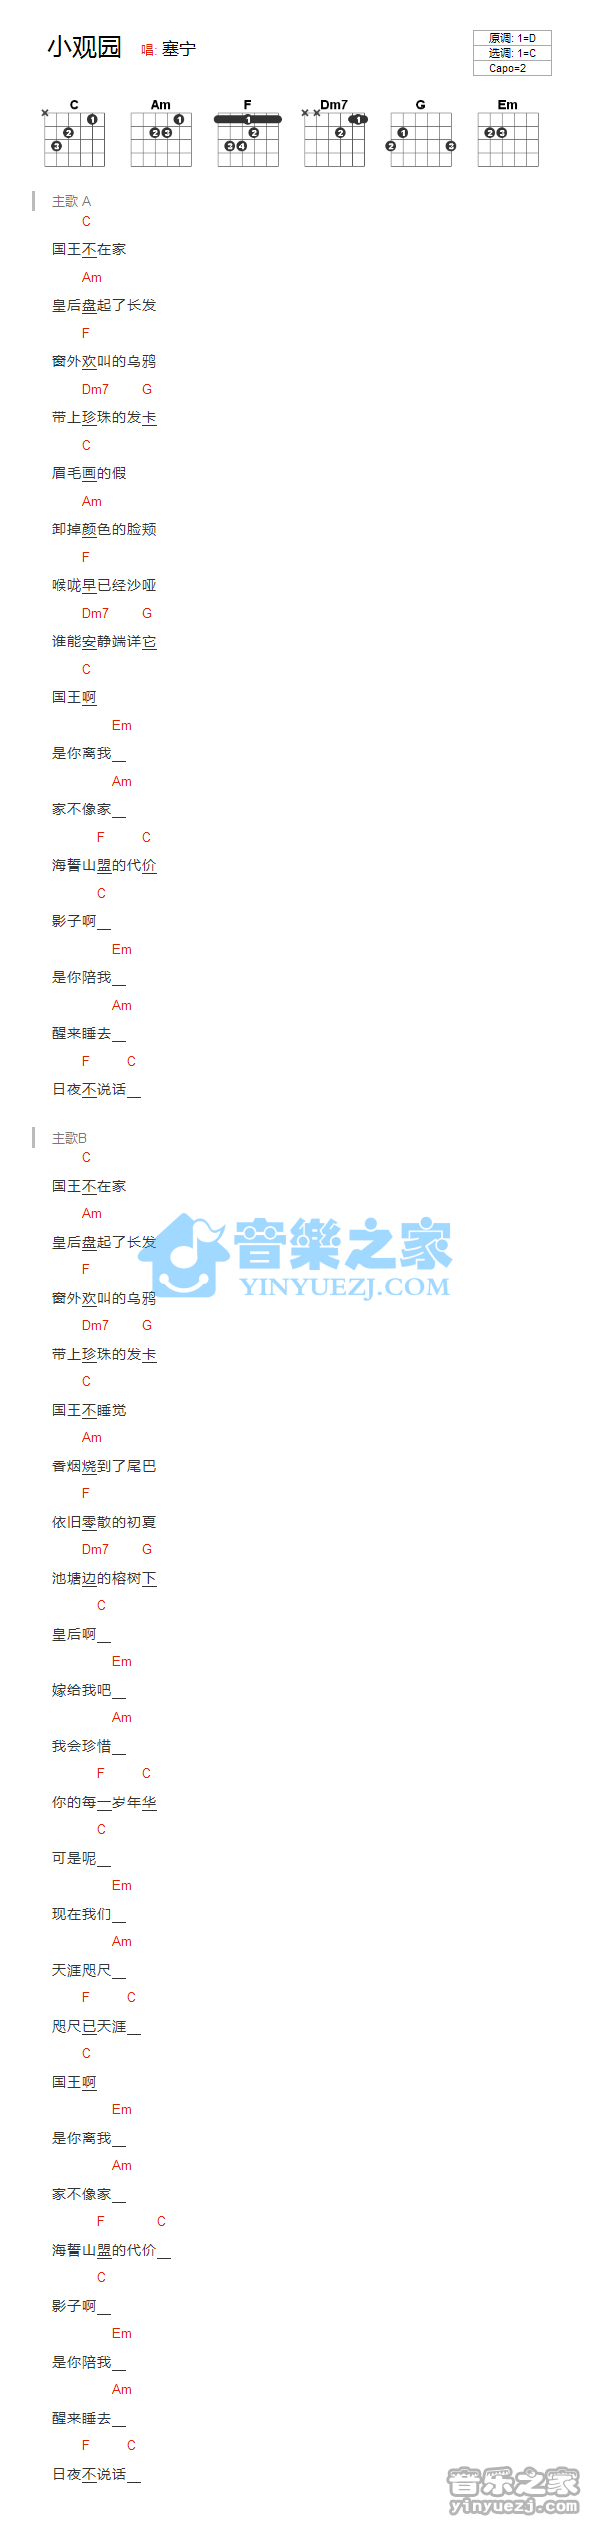 小观园 唱: 塞宁
原调: 1=D
选调: 1=C
Capo=2
C Am F Dm7 G Em
主歌 A
C
国王不在家
Am
皇后盘起了长发
F
窗外欢叫的乌鸦
Dm7 G
带上珍珠的发卡
C
眉毛画的假
Am
卸掉颜色的脸颊
F
喉咙早已经沙哑
Dm7 G
谁能安静端详它
C
国王啊
Em
是你离我__
Am
家不像家__
F C
海誓山盟的代价
C
影子啊__
Em
是你陪我__
Am
醒来睡去__
F C
日夜不说话__
主歌B
C
国王不在家
Am
皇后盘起了长发
F
窗外欢叫的乌鸦
Dm7 G
带上珍珠的发卡
C
国王不睡觉
Am
香烟烧到了尾巴
F
依旧零散的初夏
Dm7 G
池塘边的榕树下
C
皇后啊__
Em
嫁给我吧__
Am
我会珍惜__
F C
你的每一岁年华
C
可是呢__
Em
现在我们__
Am
天涯咫尺__
F C
咫尺已天涯__
C
国王啊
Em
是你离我__
Am
家不像家__
F C
海誓山盟的代价__
C
影子啊__
Em
是你陪我__
Am
醒来睡去__
F C
日夜不说话__
音樂之家
YINYUEZJ.COM
音乐之家
yinyuezj.com